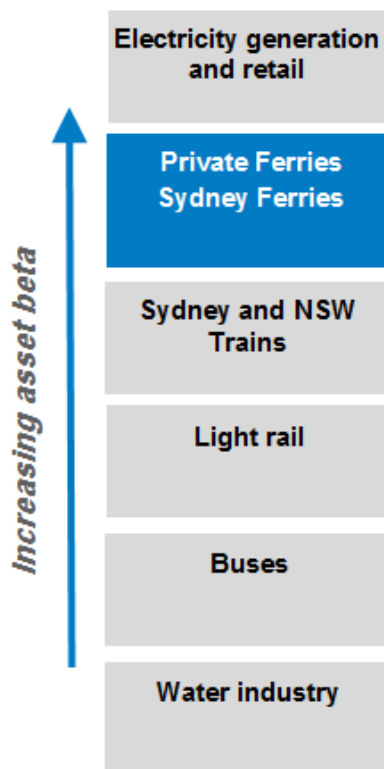 Electricity generation
and retail
Private Ferries
Sydney Ferries
Sydney and NSW
Trains
Light rail
Buses
Water industry
Increasing asset beta